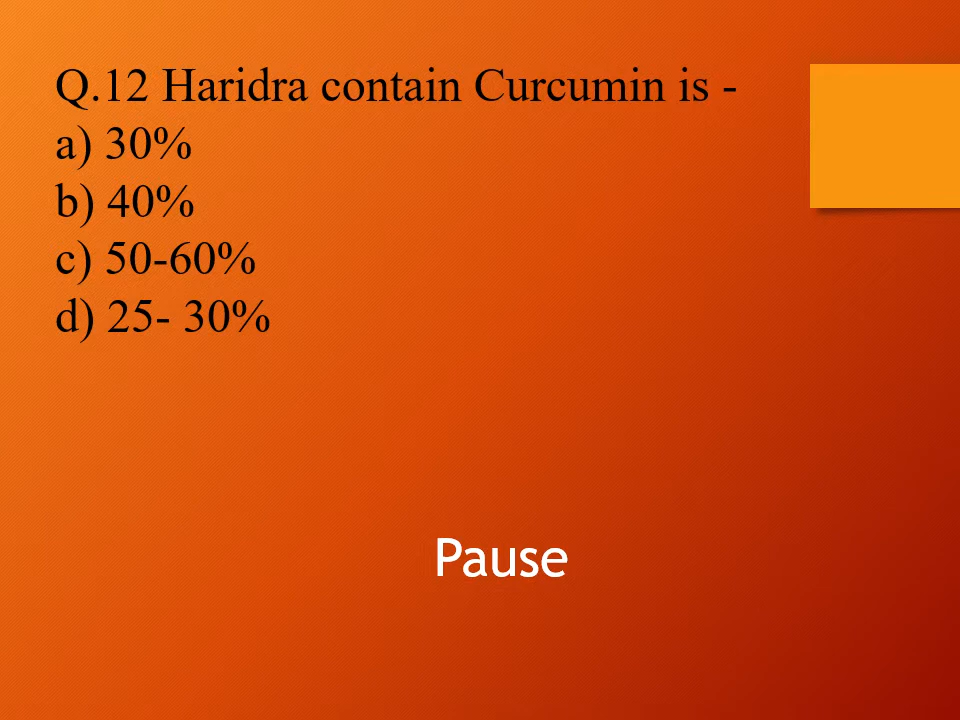 Q.12 Haridra contain Curcumin is -
a) 30%
b) 40%
c) 50-60%
d) 25- 30%
Pause